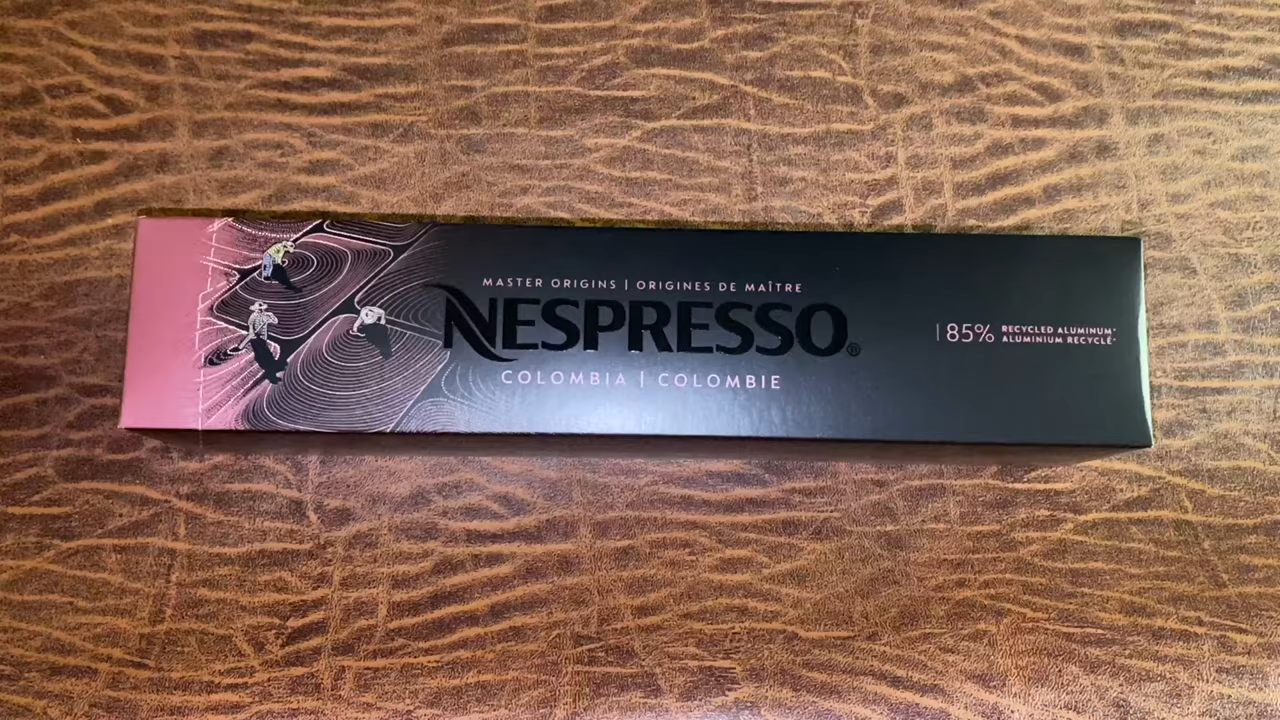 MASTER ORIGINS | ORIGINES DE MAÎTRE
NESPRESSO®
COLOMBIA | COLOMBIE
85% RECYCLED ALUMINUM*
ALUMINIUM RECYCLÉ*